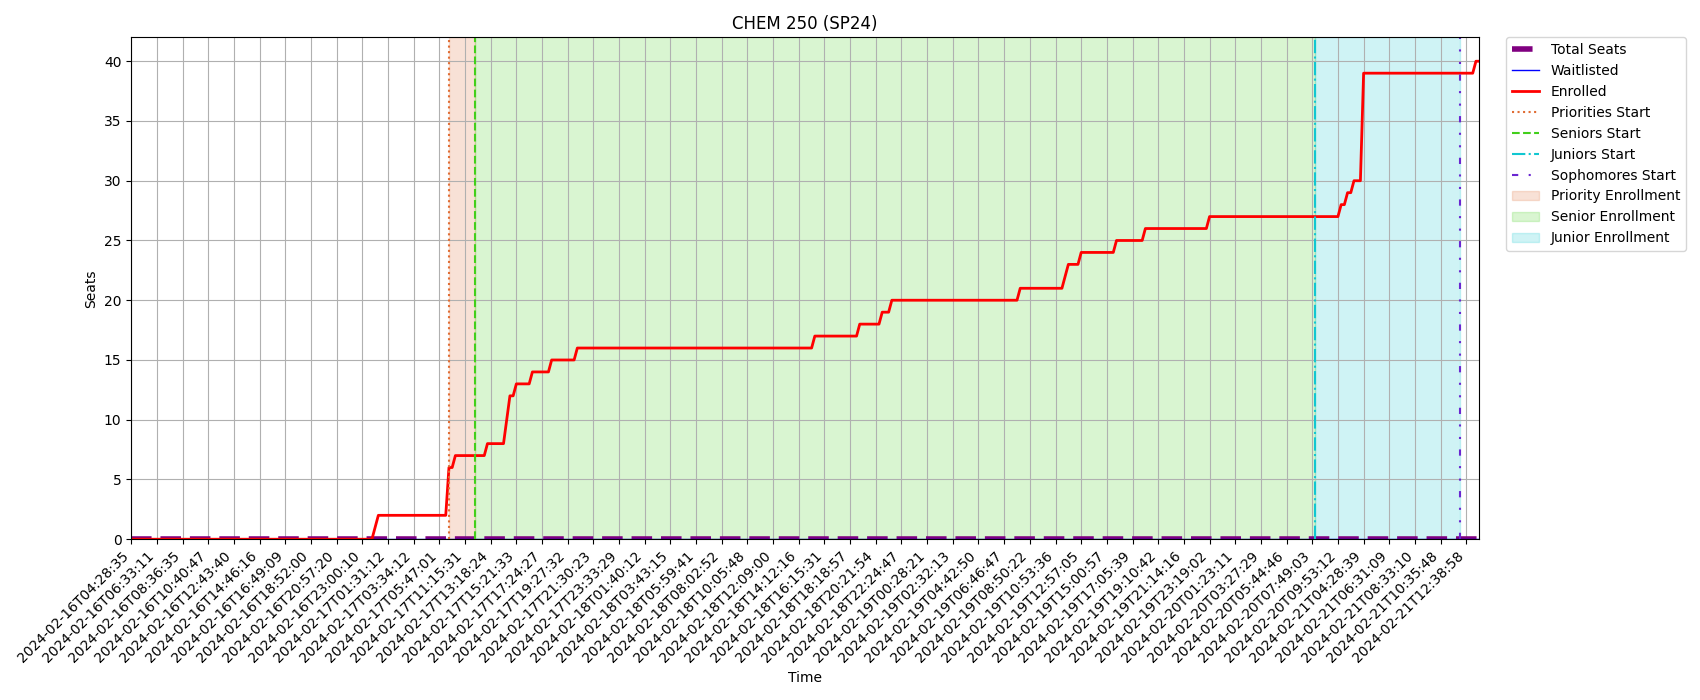 CHEM 250 (SP24)
Seats
40
35
30
25
20
15
10
5
0
2024-02-16T04:28:35
2024-02-16T06:33:11
2024-02-16T08:36:35
2024-02-16T10:40:47
2024-02-16T12:43:40
2024-02-16T14:46:16
2024-02-16T16:49:09
2024-02-16T18:52:00
2024-02-16T20:57:20
2024-02-16T23:00:10
2024-02-17T01:31:12
2024-02-17T03:34:12
2024-02-17T05:47:01
2024-02-17T11:15:31
2024-02-17T13:18:24
2024-02-17T15:21:33
2024-02-17T17:24:27
2024-02-17T19:27:32
2024-02-17T21:30:23
2024-02-17T23:33:29
2024-02-18T01:40:12
2024-02-18T03:43:15
2024-02-18T05:59:41
2024-02-18T08:02:52
2024-02-18T10:05:48
2024-02-18T12:09:00
2024-02-18T14:12:16
2024-02-18T16:15:31
2024-02-18T18:18:57
2024-02-18T20:21:54
2024-02-18T22:24:47
2024-02-19T00:28:21
2024-02-19T02:32:13
2024-02-19T04:42:50
2024-02-19T06:46:47
2024-02-19T08:50:22
2024-02-19T10:53:36
2024-02-19T12:57:05
2024-02-19T15:00:57
2024-02-19T17:05:39
2024-02-19T19:10:42
2024-02-19T21:14:16
2024-02-19T23:19:02
2024-02-20T01:23:11
2024-02-20T03:27:29
2024-02-20T05:44:46
2024-02-20T07:49:03
2024-02-20T09:53:12
2024-02-21T04:28:39
2024-02-21T06:31:09
2024-02-21T08:33:10
2024-02-21T10:35:48
2024-02-21T12:38:58
Time
Total Seats
Waitlisted
Enrolled
Priorities Start
Seniors Start
Juniors Start
Sophomores Start
Priority Enrollment
Senior Enrollment
Junior Enrollment